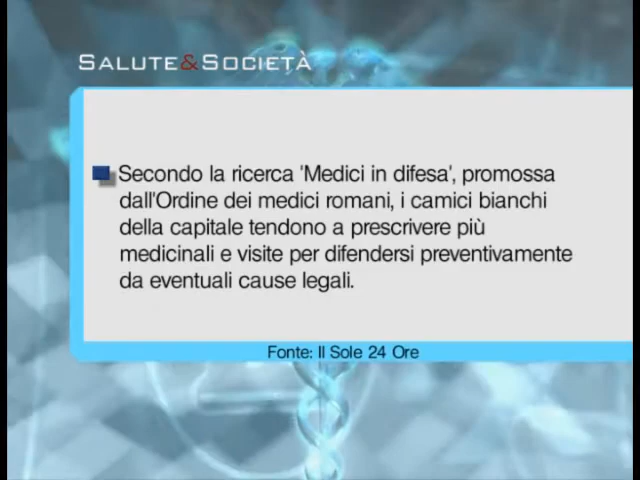 SALUTE&SOCIETÀ
Secondo la ricerca 'Medici in difesa', promossa
dall'Ordine dei medici romani, i camici bianchi
della capitale tendono a prescrivere più
medicinali e visite per difendersi preventivamente
da eventuali cause legali.
Fonte: Il Sole 24 Ore